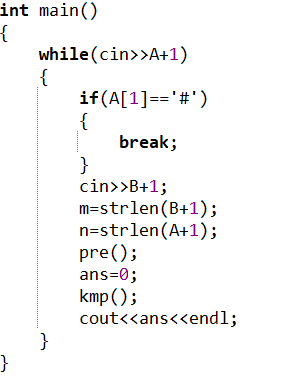 int main()
{
    while(cin>>A+1)
    {
        if(A[1]=='#')
        {
            break;
        }
        cin>>B+1;
        m=strlen(B+1);
        n=strlen(A+1);
        pre();
        ans=0;
        kmp();
        cout<<ans<<endl;
    }
}